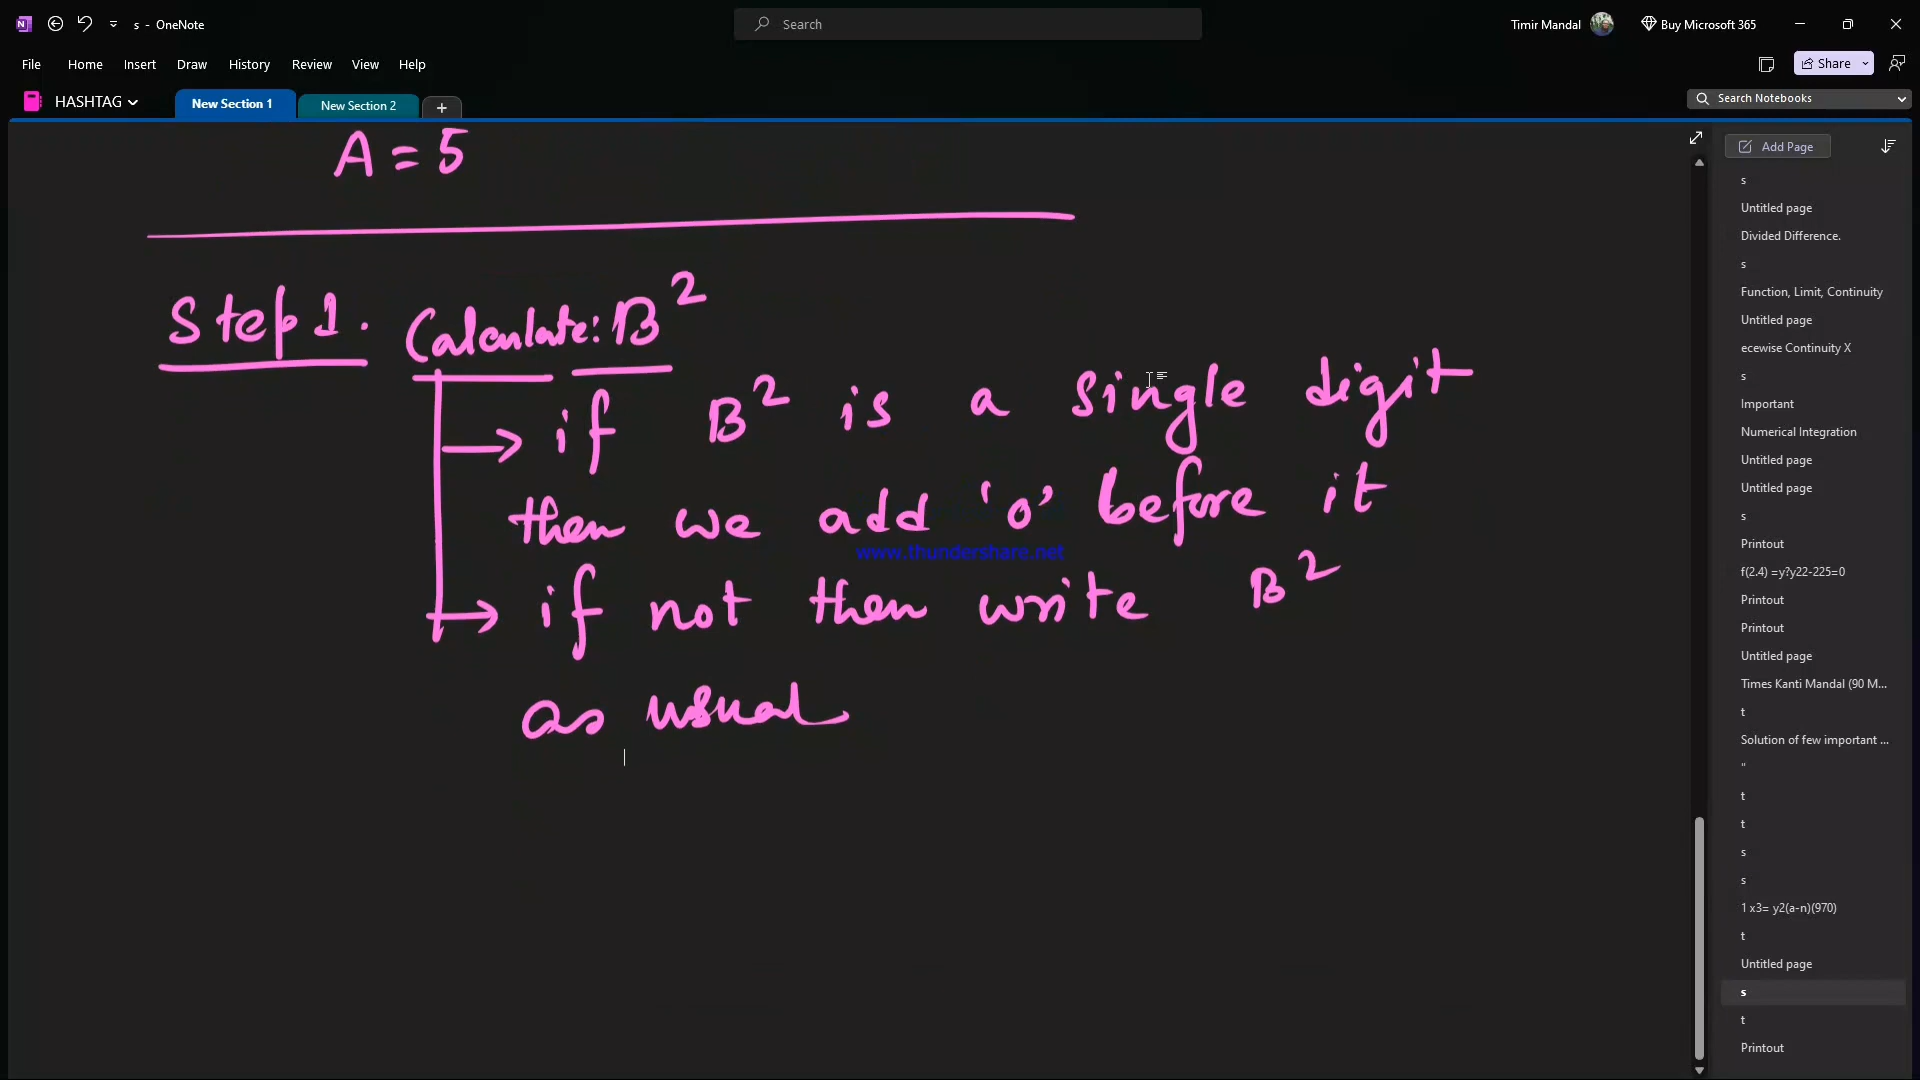 s - OneNote
Search
Timir Mandal
Buy Microsoft 365
File Home Insert Draw History Review View Help
Share
HASHTAG
New Section 1
New Section 2
+
Search Notebooks
A = 5
Step 1. Calculate: B²
→ if B² is a single digit
then we add '0' before it
www.thundershare.net
→ if not then write B²
as usual
Add Page
s
Untitled page
Divided Difference.
s
Function, Limit, Continuity
Untitled page
ecewise Continuity X
s
Important
Numerical Integration
Untitled page
Untitled page
s
Printout
f(2.4) =y?y22-225=0
Printout
Printout
Untitled page
Times Kanti Mandal (90 M...
t
Solution of few important ...
"
t
t
s
s
1 x3= y2(a-n)(970)
t
Untitled page
s
t
Printout